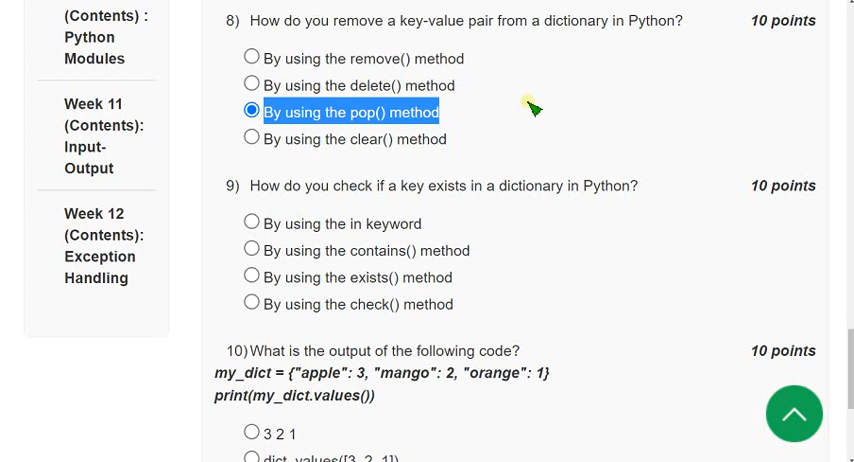 (Contents) :
Python
Modules
Week 11
(Contents):
Input-
Output
Week 12
(Contents):
Exception
Handling
8) How do you remove a key-value pair from a dictionary in Python? 10 points
By using the remove() method
By using the delete() method
By using the pop() method
By using the clear() method
9) How do you check if a key exists in a dictionary in Python? 10 points
By using the in keyword
By using the contains() method
By using the exists() method
By using the check() method
10) What is the output of the following code? 10 points
my_dict = {"apple": 3, "mango": 2, "orange": 1}
print(my_dict.values())
3 2 1
dict_values([3, 2, 1])